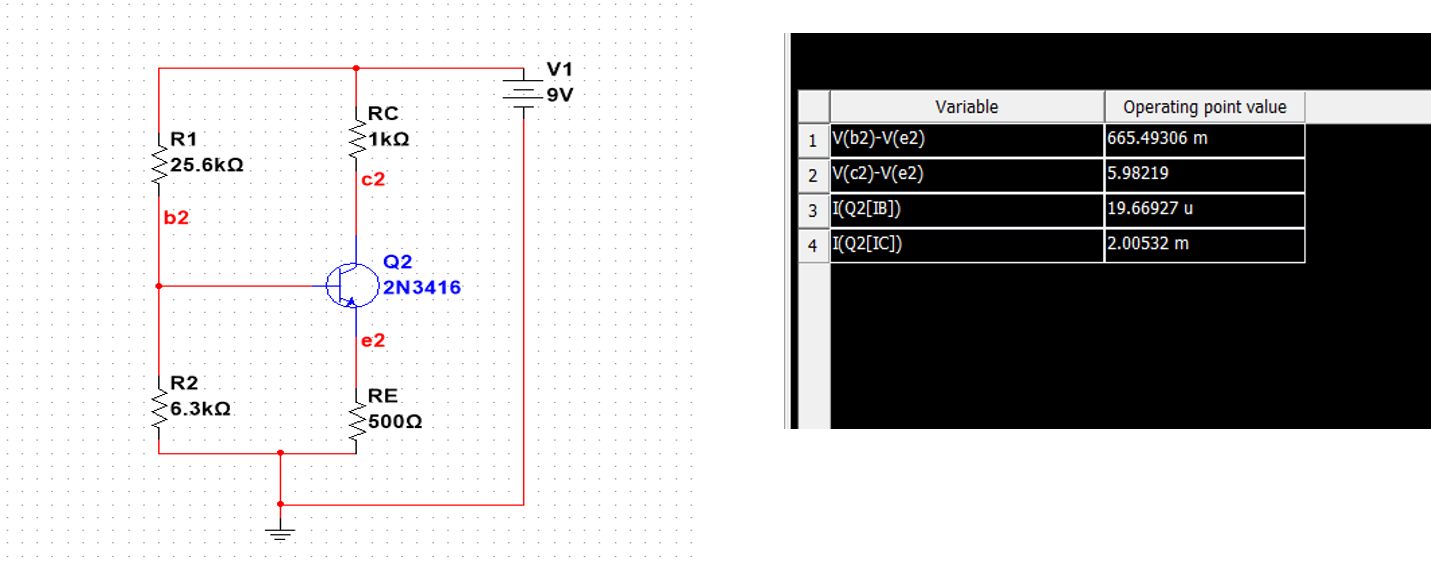 V1
9V
RC
1kΩ
R1
25.6kΩ
c2
b2
Q2
2N3416
e2
R2
6.3kΩ
RE
500Ω
Variable Operating point value
1 V(b2)-V(e2) 665.49306 m
2 V(c2)-V(e2) 5.98219
3 I(Q2[IB]) 19.66927 u
4 I(Q2[IC]) 2.00532 m